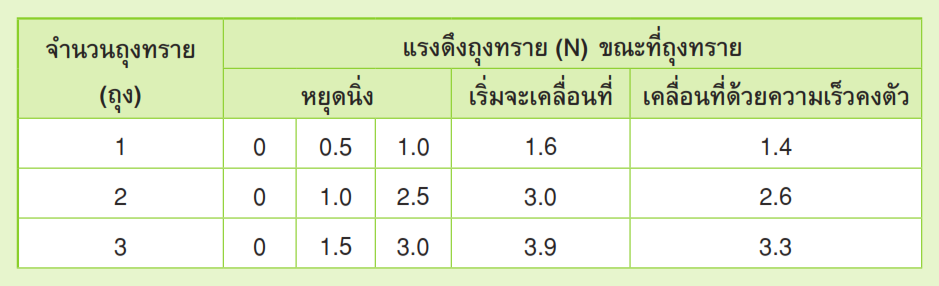 จำนวนถุงทราย (ถุง) แรงดึงถุงทราย (N) ขณะที่ถุงทราย
หยุดนิ่ง เริ่มจะเคลื่อนที่ เคลื่อนที่ด้วยความเร็วคงตัว
1 0 0.5 1.0 1.6 1.4
2 0 1.0 2.5 3.0 2.6
3 0 1.5 3.0 3.9 3.3